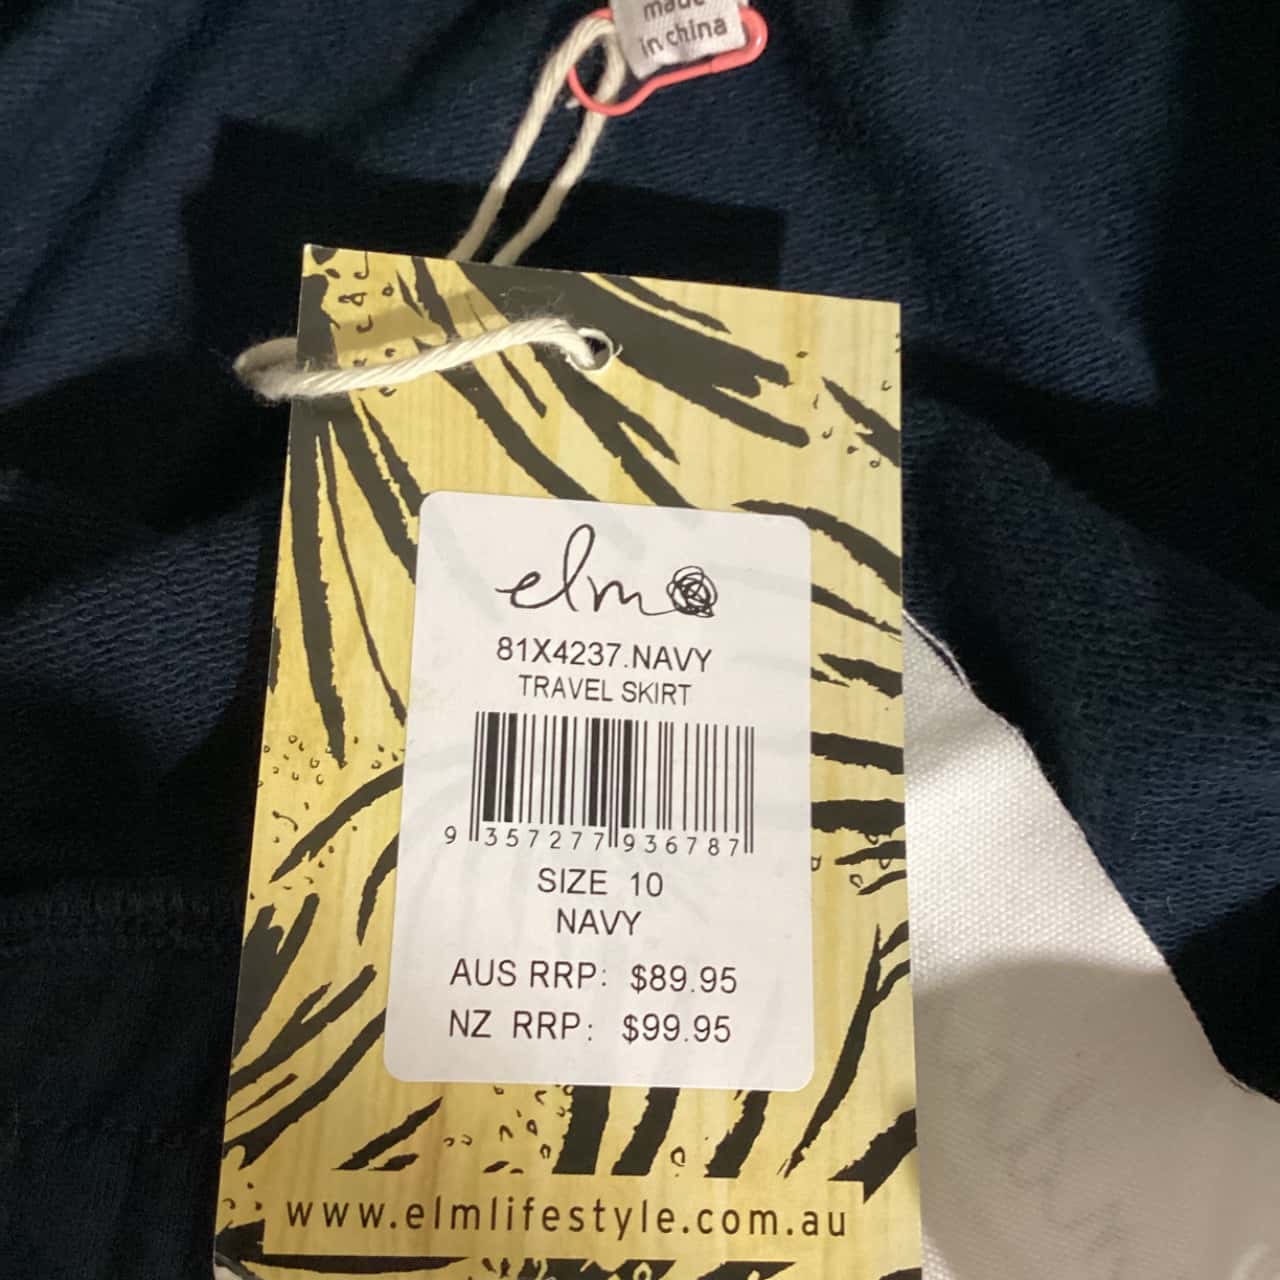 made
in china
elm
81X4237.NAVY
TRAVEL SKIRT
9 357277 936787
SIZE 10
NAVY
AUS RRP: $89.95
NZ RRP: $99.95
www.elmlifestyle.com.au